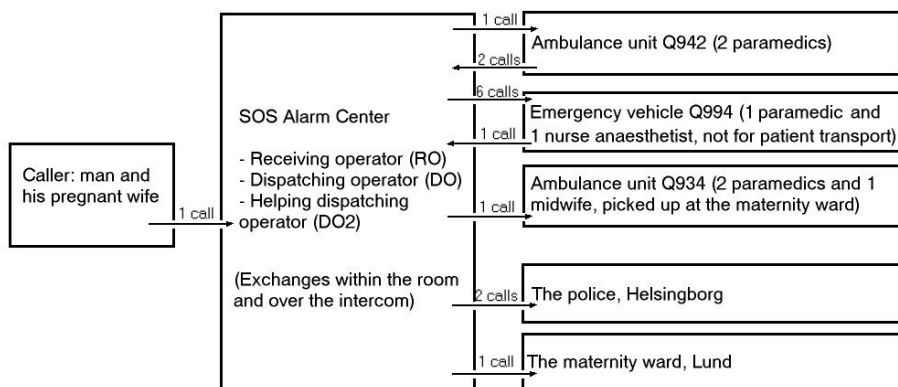 Caller: man and
his pregnant wife
1 call
SOS Alarm Center
- Receiving operator (RO)
- Dispatching operator (DO)
- Helping dispatching
operator (DO2)
(Exchanges within the room
and over the intercom)
1 call
2 calls
Ambulance unit Q942 (2 paramedics)
6 calls
1 call
Emergency vehicle Q994 (1 paramedic and
1 nurse anaesthetist, not for patient transport)
1 call
Ambulance unit Q934 (2 paramedics and 1
midwife, picked up at the maternity ward)
2 calls
The police, Helsingborg
1 call
The maternity ward, Lund